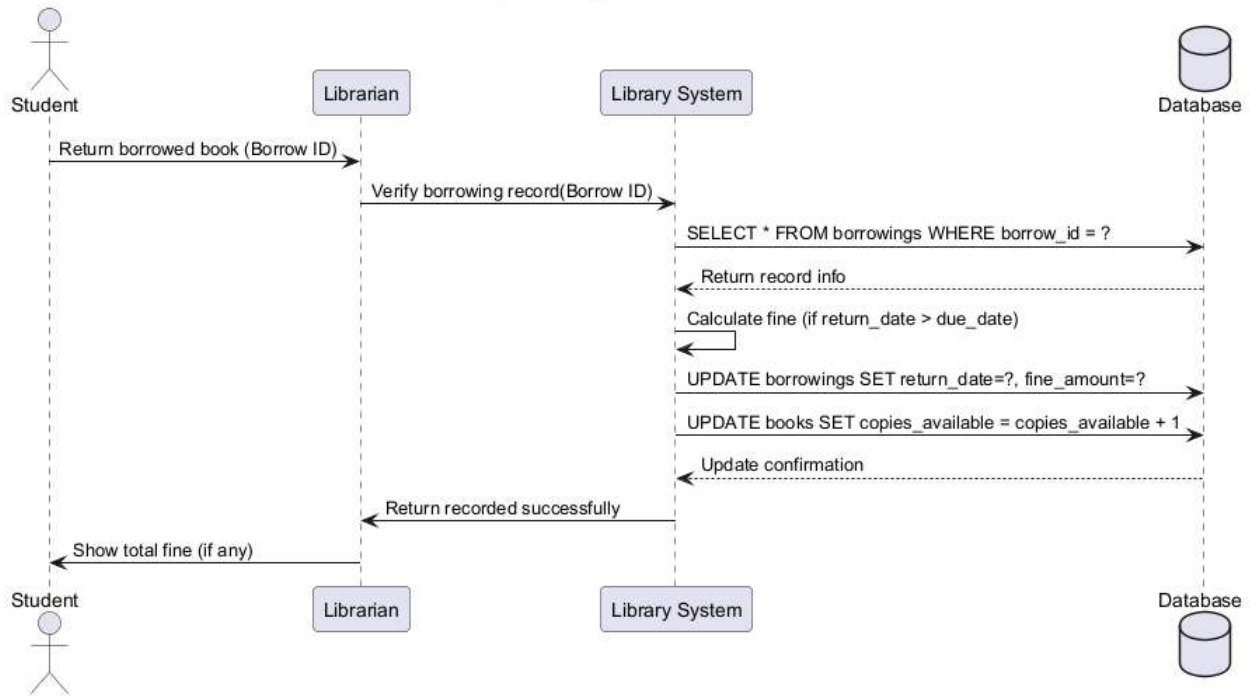 Student
Librarian
Library System
Database
Return borrowed book (Borrow ID)
Verify borrowing record(Borrow ID)
SELECT * FROM borrowings WHERE borrow_id = ?
Return record info
Calculate fine (if return_date > due_date)
UPDATE borrowings SET return_date=?, fine_amount=?
UPDATE books SET copies_available = copies_available + 1
Update confirmation
Return recorded successfully
Show total fine (if any)
Student
Librarian
Library System
Database